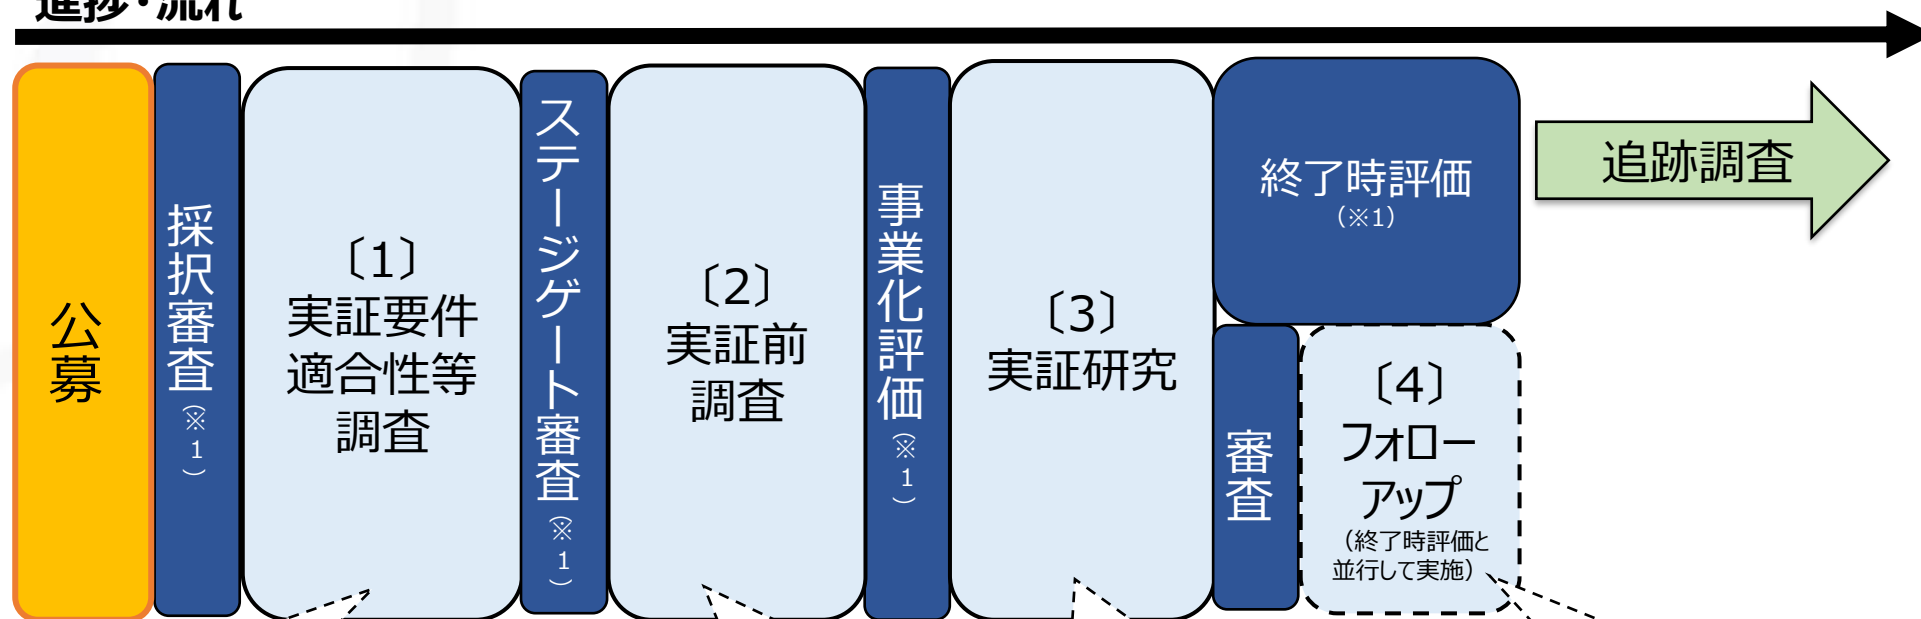 進捗・流れ
公募
採択審査（※1）
〔1〕
実証要件
適合性等
調査
ステージゲート審査（※1）
〔2〕
実証前
調査
事業化評価（※1）
〔3〕
実証研究
終了時評価
（※1）
審査
〔4〕
フォロー
アップ
（終了時評価と
並行して実施）
追跡調査